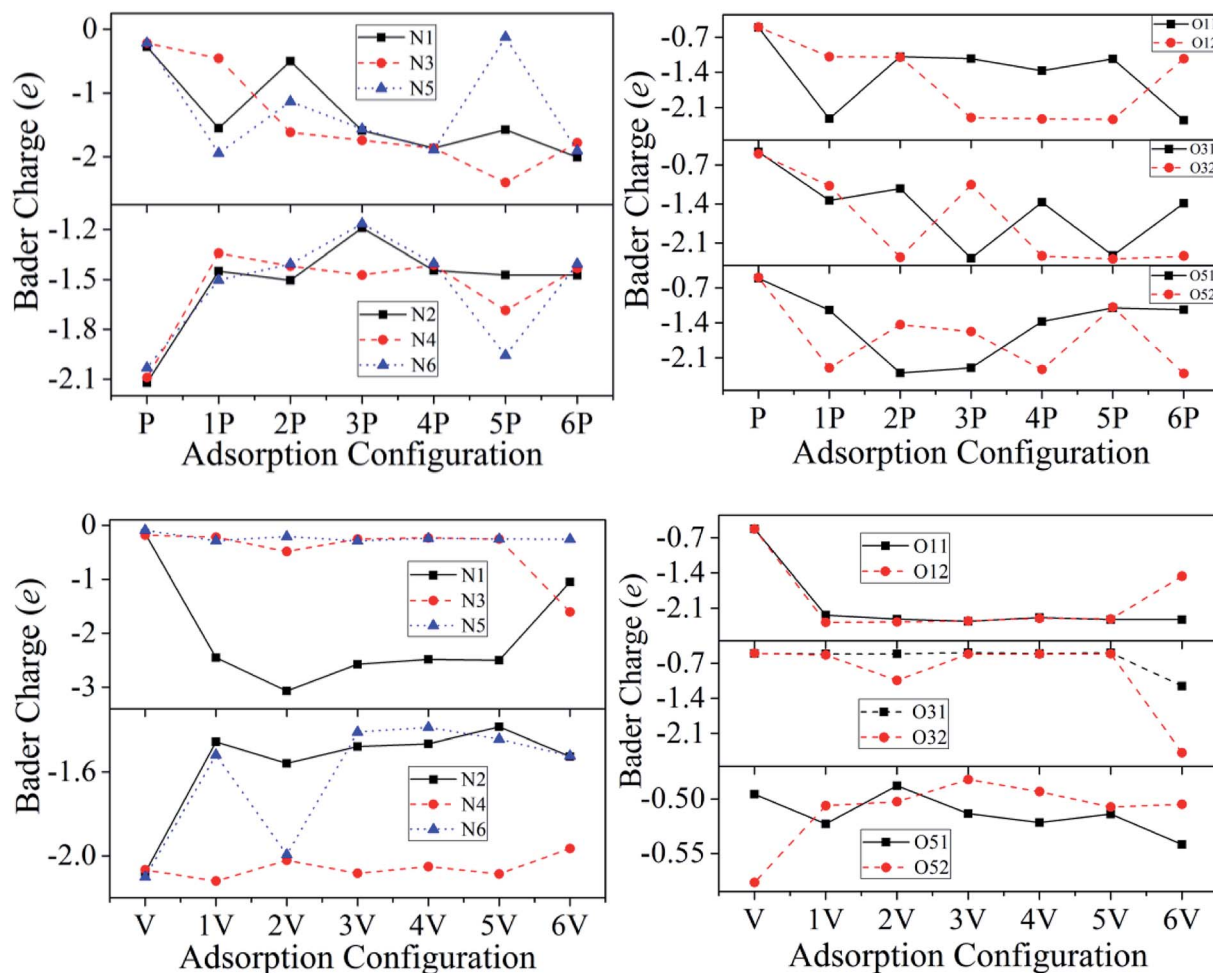 0
-1
-2
N1
N3
N5
-1.2
-1.5
-1.8
-2.1
N2
N4
N6
Bader Charge (e)
P 1P 2P 3P 4P 5P 6P
Adsorption Configuration
-0.7
-1.4
-2.1
O11
O12
-0.7
-1.4
-2.1
O31
O32
-0.7
-1.4
-2.1
O51
O52
Bader Charge (e)
P 1P 2P 3P 4P 5P 6P
Adsorption Configuration
0
-1
-2
-3
N1
N3
N5
-1.6
-2.0
N2
N4
N6
Bader Charge (e)
V 1V 2V 3V 4V 5V 6V
Adsorption Configuration
-0.7
-1.4
-2.1
O11
O12
-0.7
-1.4
-2.1
O31
O32
-0.50
-0.55
O51
O52
Bader Charge (e)
V 1V 2V 3V 4V 5V 6V
Adsorption Configuration